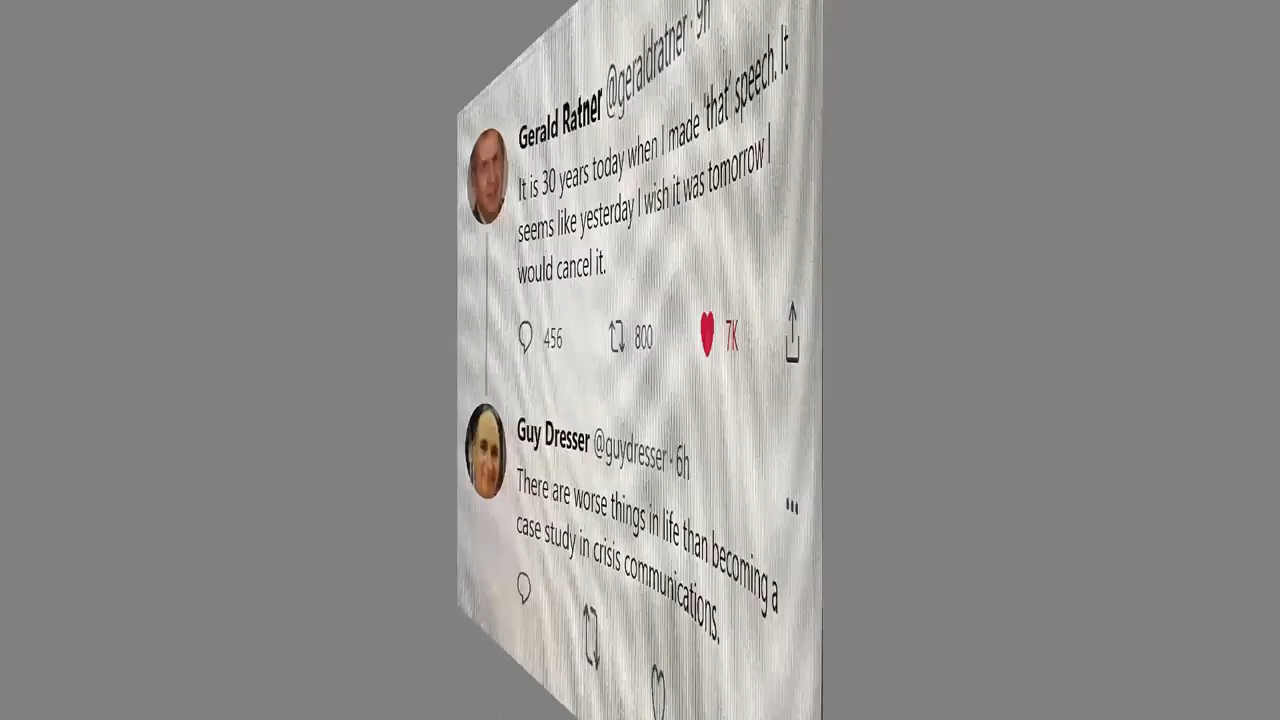 Gerald Ratner @geraldratner · 9h
It is 30 years today when I made 'that' speech. It
seems like yesterday I wish it was tomorrow I
would cancel it.
456 800 7K
Guy Dresser @guydresser · 6h
There are worse things in life than becoming a
case study in crisis communications.